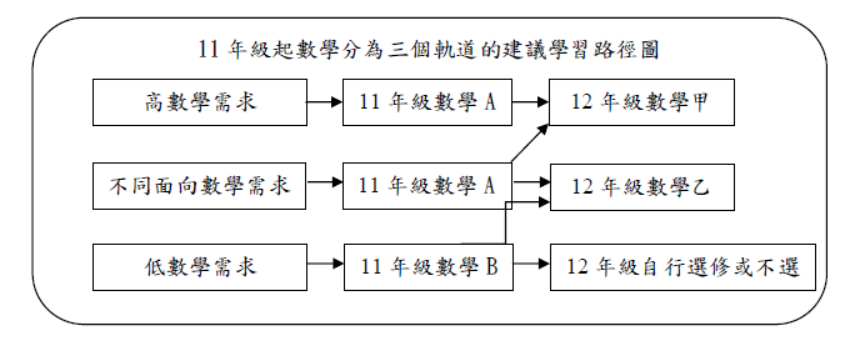 11 年級起數學分為三個軌道的建議學習路徑圖
高數學需求 11 年級數學 A 12 年級數學甲
不同面向數學需求 11 年級數學 A 12 年級數學乙
低數學需求 11 年級數學 B 12 年級自行選修或不選